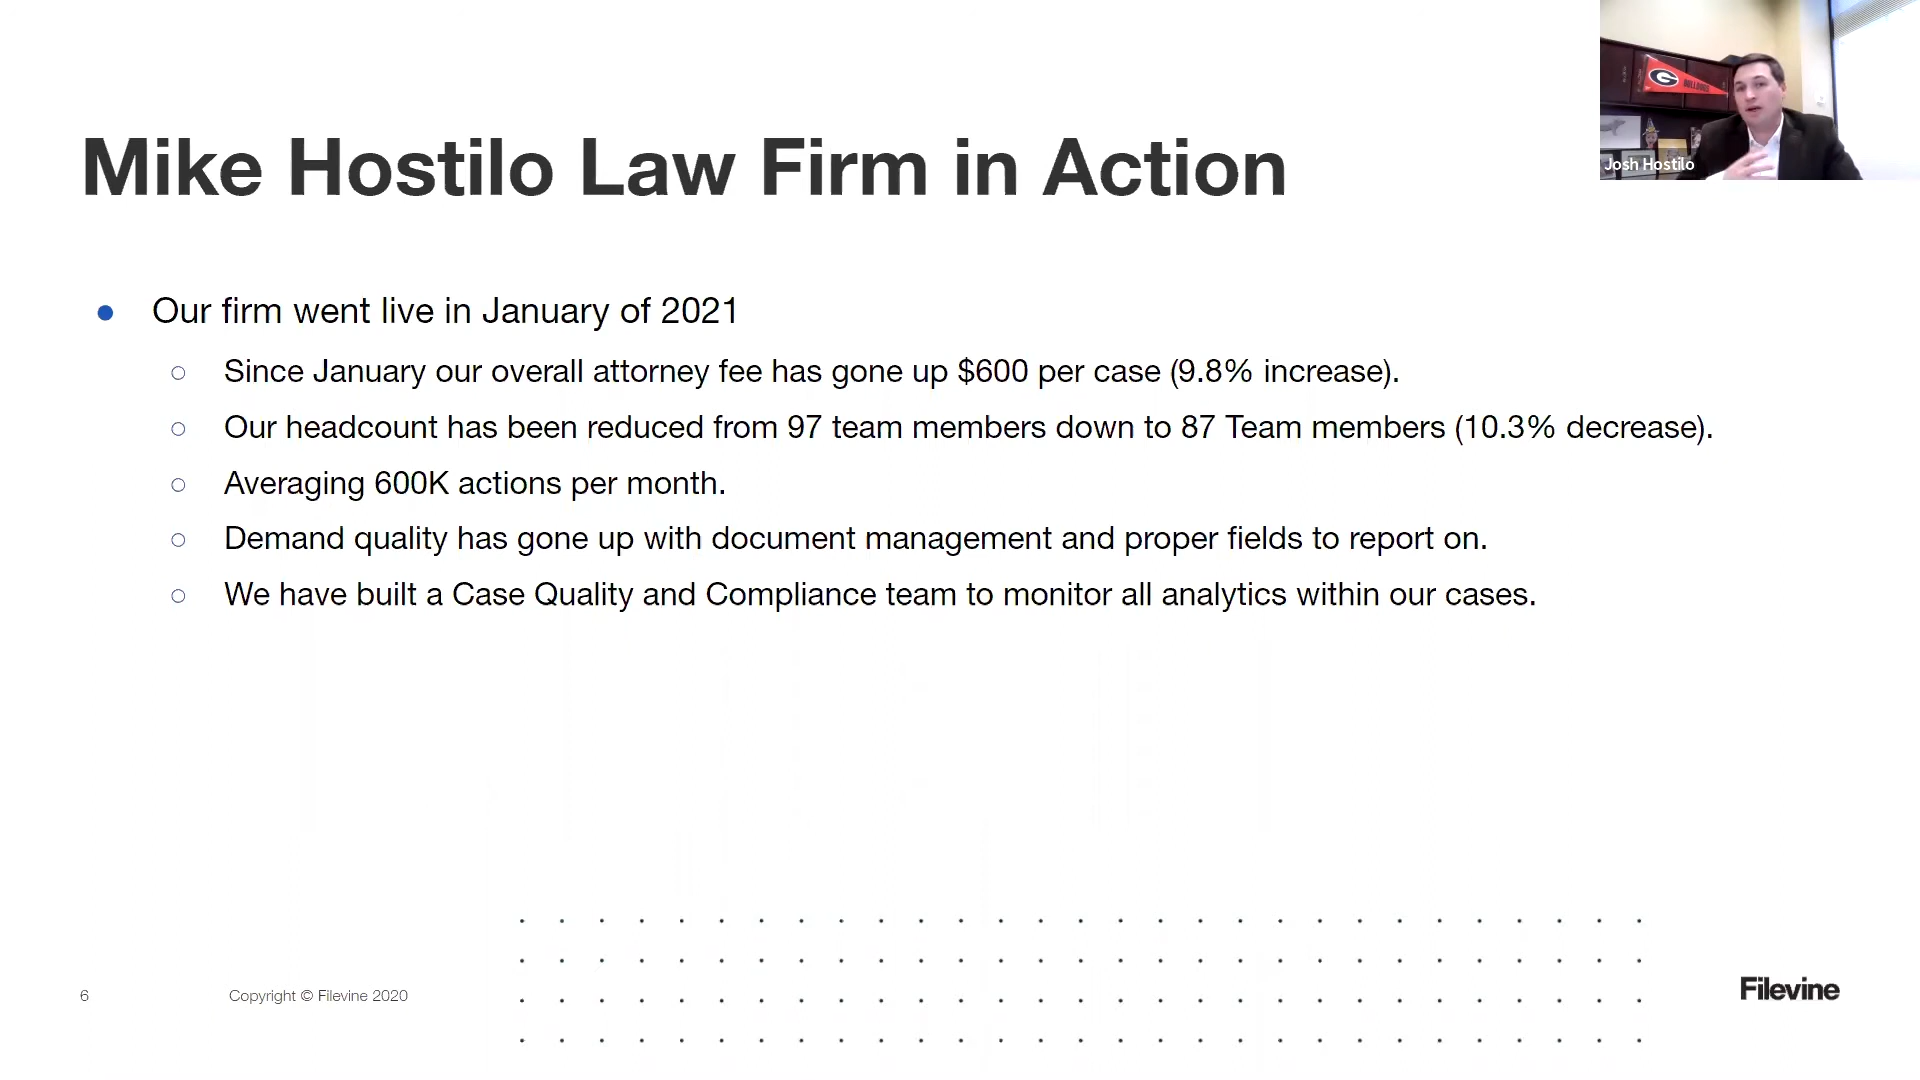 Mike Hostilo Law Firm in Action
Our firm went live in January of 2021
Since January our overall attorney fee has gone up $600 per case (9.8% increase).
Our headcount has been reduced from 97 team members down to 87 Team members (10.3% decrease).
Averaging 600K actions per month.
Demand quality has gone up with document management and proper fields to report on.
We have built a Case Quality and Compliance team to monitor all analytics within our cases.
G BULLDOGS
Josh Hostilo
6
Copyright © Filevine 2020
Filevine